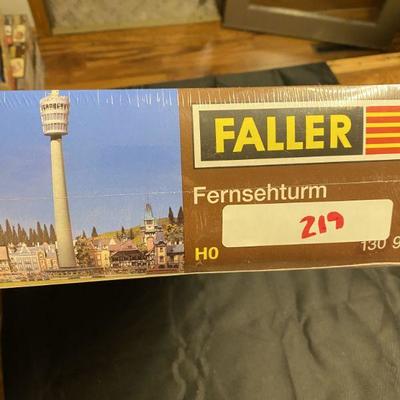 FALLER
Fernsehturm
219
H0 130 9